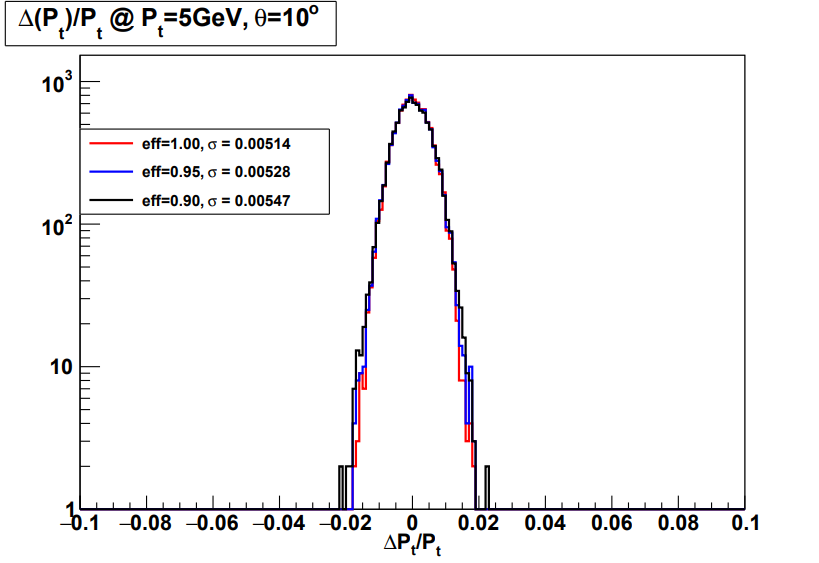 Δ(Pt)/Pt @ Pt=5GeV, θ=10°
10³
eff=1.00, σ = 0.00514
eff=0.95, σ = 0.00528
eff=0.90, σ = 0.00547
10²
10
1
−0.1 −0.08 −0.06 −0.04 −0.02 0 0.02 0.04 0.06 0.08 0.1
ΔPt/Pt